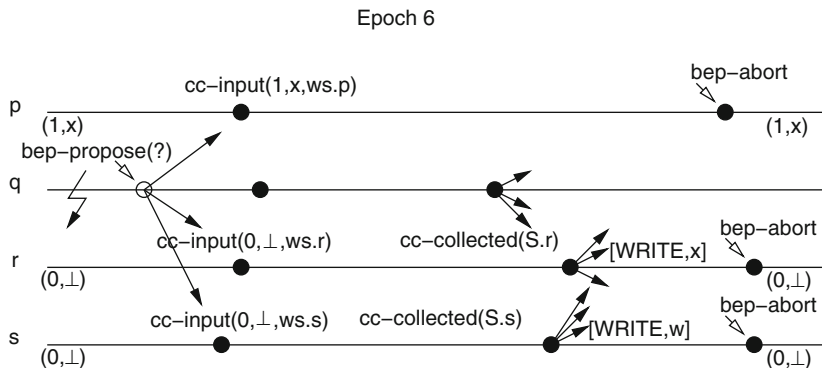 Epoch 6
bep−abort
cc−input(1,x,ws.p)
p
(1,x)
(1,x)
bep−propose(?)
q
cc−input(0,⊥,ws.r)
cc−collected(S.r)
bep−abort
r
[WRITE,x]
(0,⊥)
(0,⊥)
cc−input(0,⊥,ws.s)
cc−collected(S.s)
bep−abort
s
[WRITE,w]
(0,⊥)
(0,⊥)